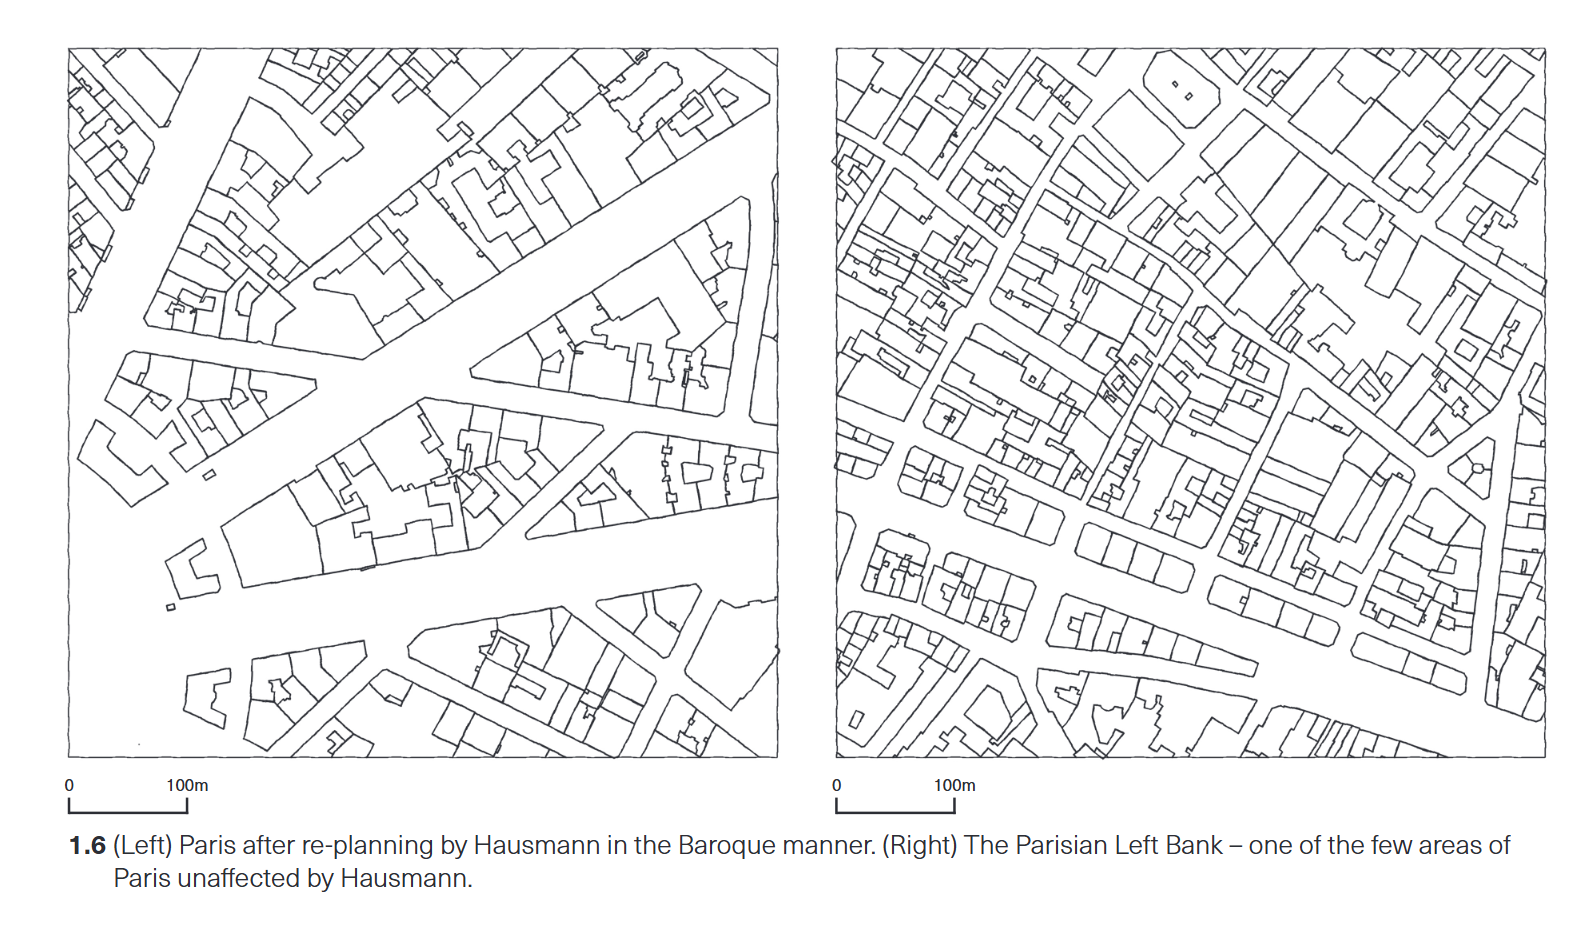 0 100m 0 100m
1.6 (Left) Paris after re-planning by Hausmann in the Baroque manner. (Right) The Parisian Left Bank – one of the few areas of
Paris unaffected by Hausmann.